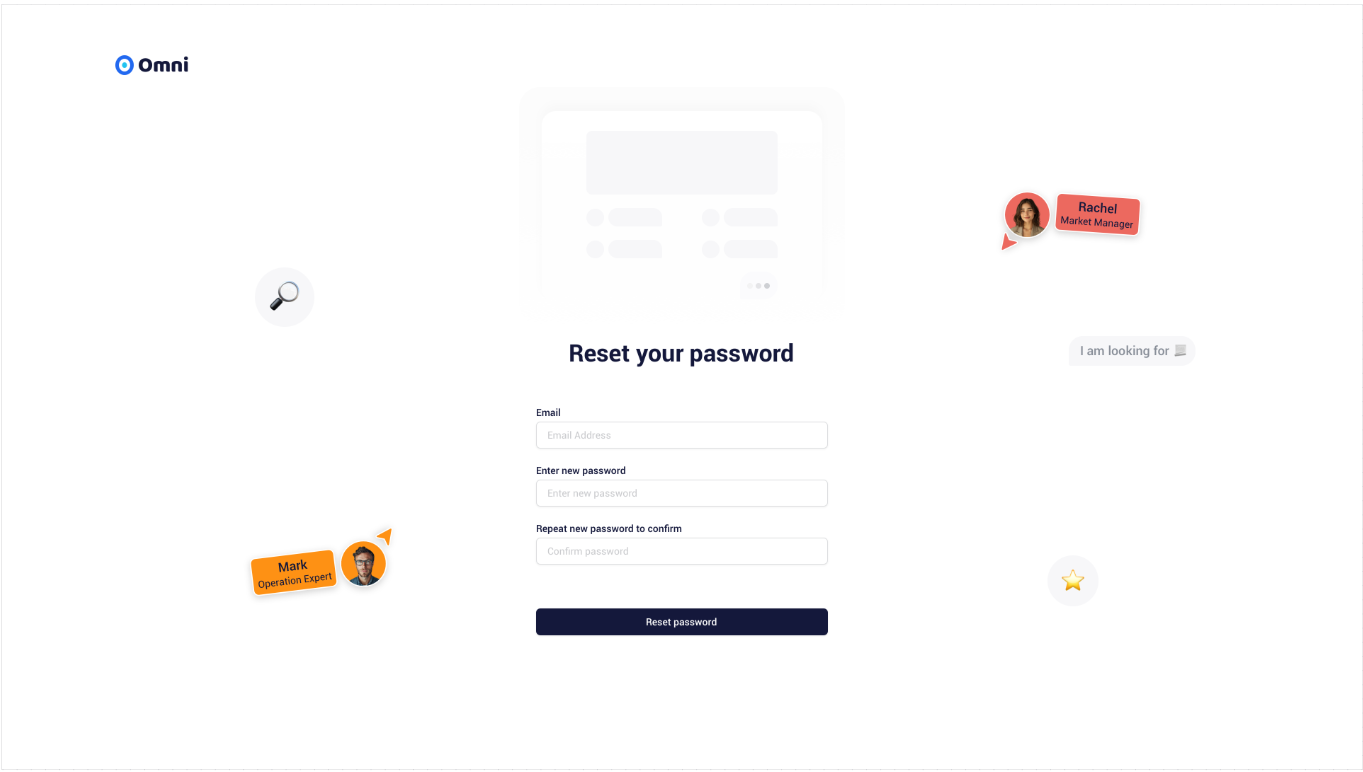 Omni
Rachel
Market Manager
Reset your password
I am looking for
Email
Email Address
Enter new password
Enter new password
Repeat new password to confirm
Confirm password
Mark
Operation Expert
Reset password